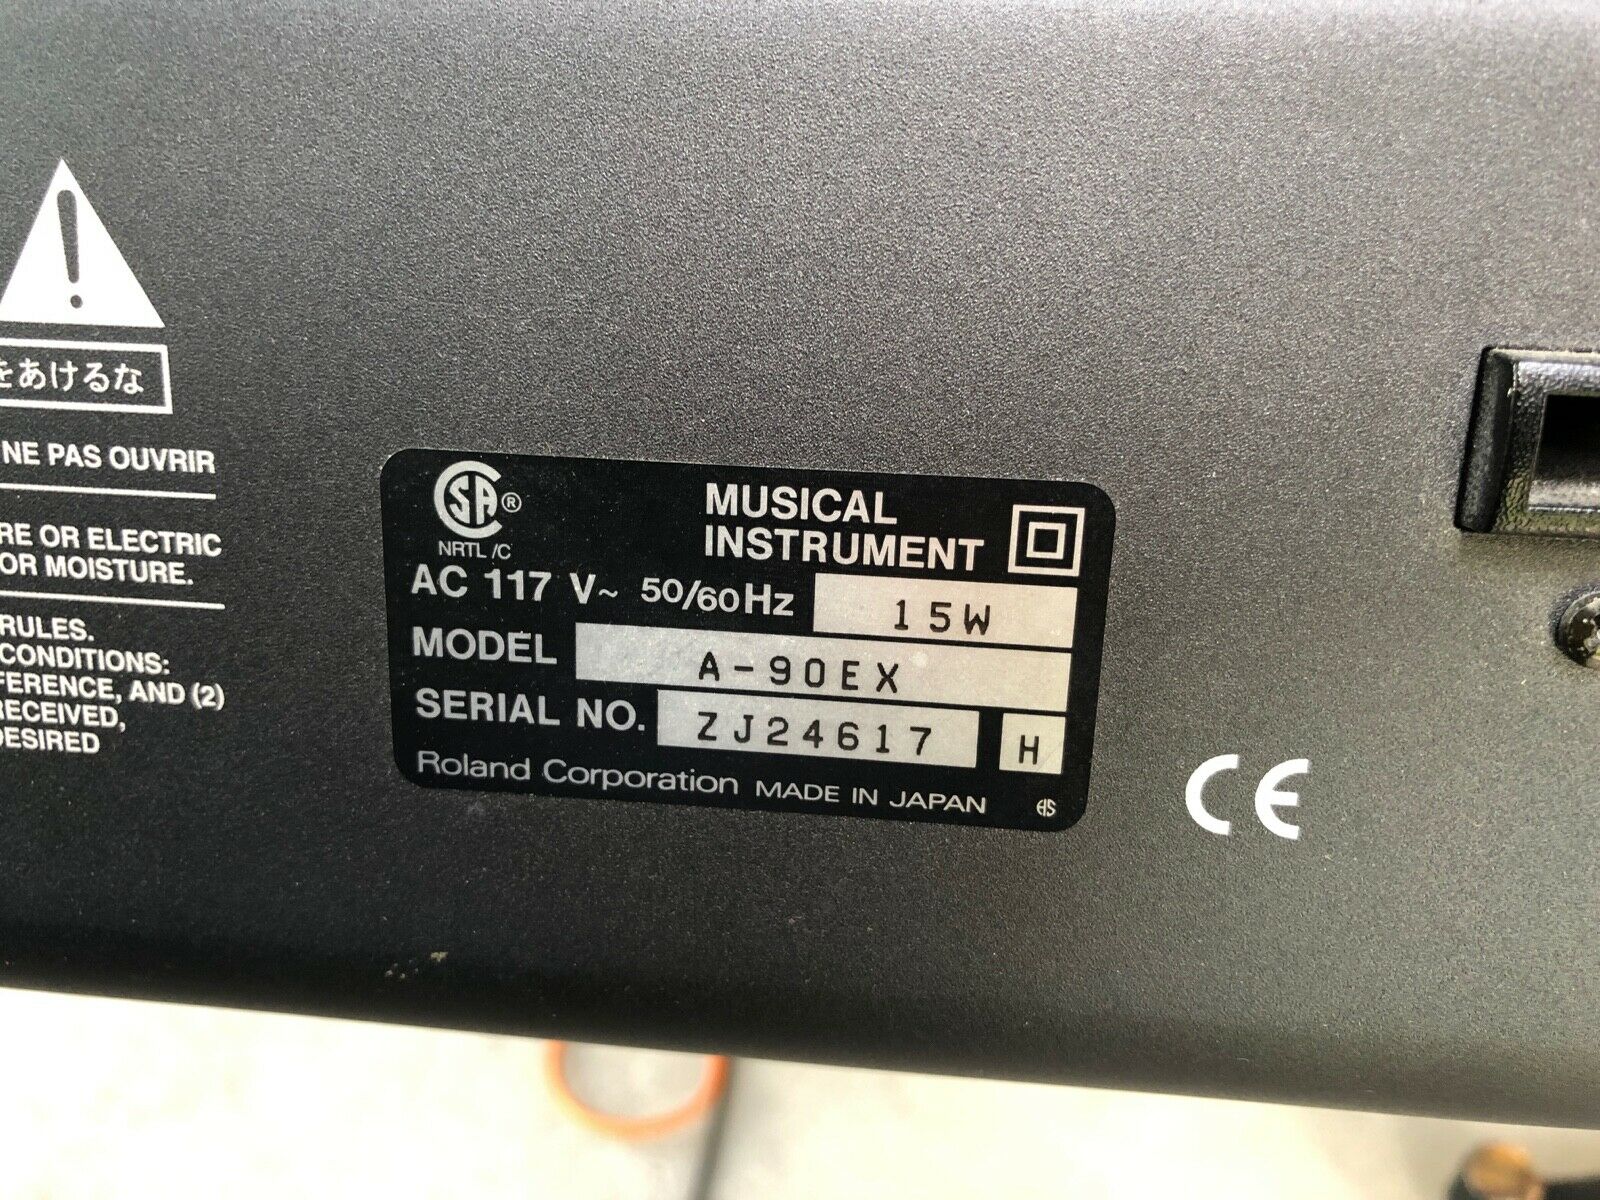 をあけるな
NE PAS OUVRIR
RE OR ELECTRIC
OR MOISTURE.
RULES.
CONDITIONS:
FERENCE, AND (2)
RECEIVED,
DESIRED
SA ®
NRTL /C
MUSICAL
INSTRUMENT
AC 117 V~ 50/60Hz 15W
MODEL A-90EX
SERIAL NO. ZJ24617 H
Roland Corporation MADE IN JAPAN
CE